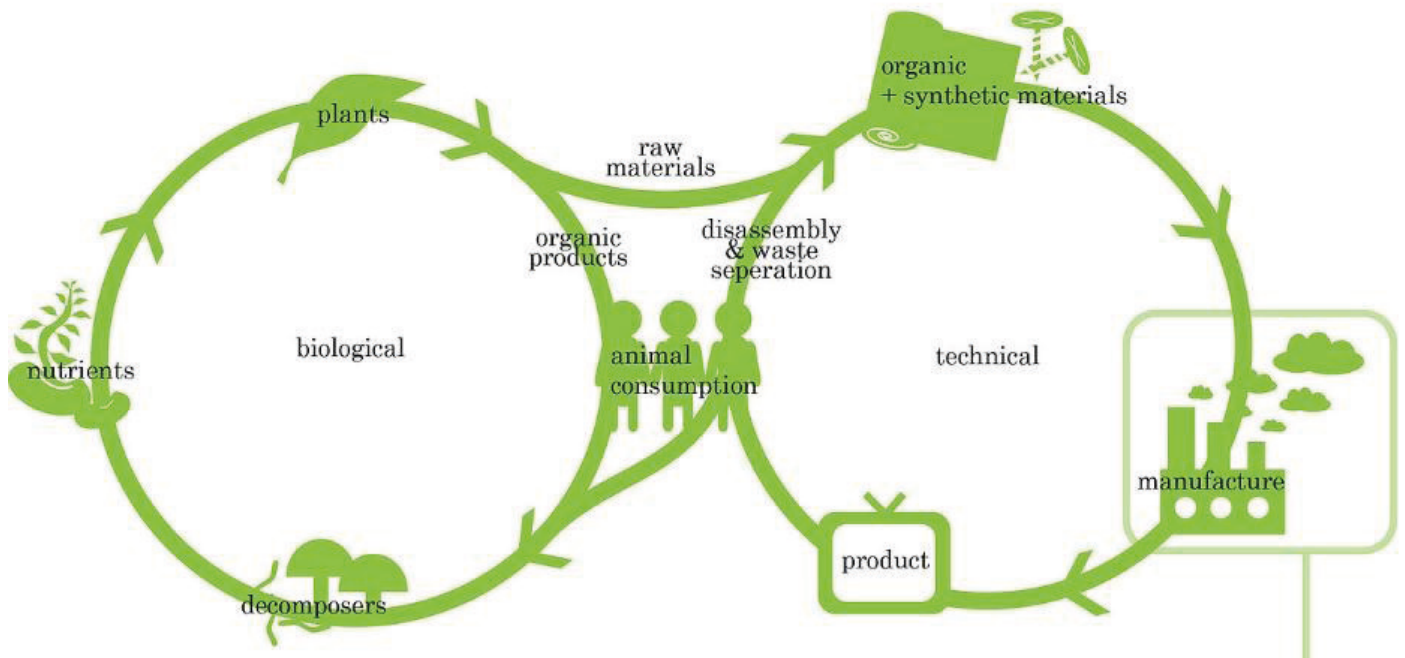 organic
+ synthetic materials
plants
raw
materials
organic
products
disassembly
& waste
seperation
biological
animal
consumption
technical
nutrients
manufacture
product
decomposers